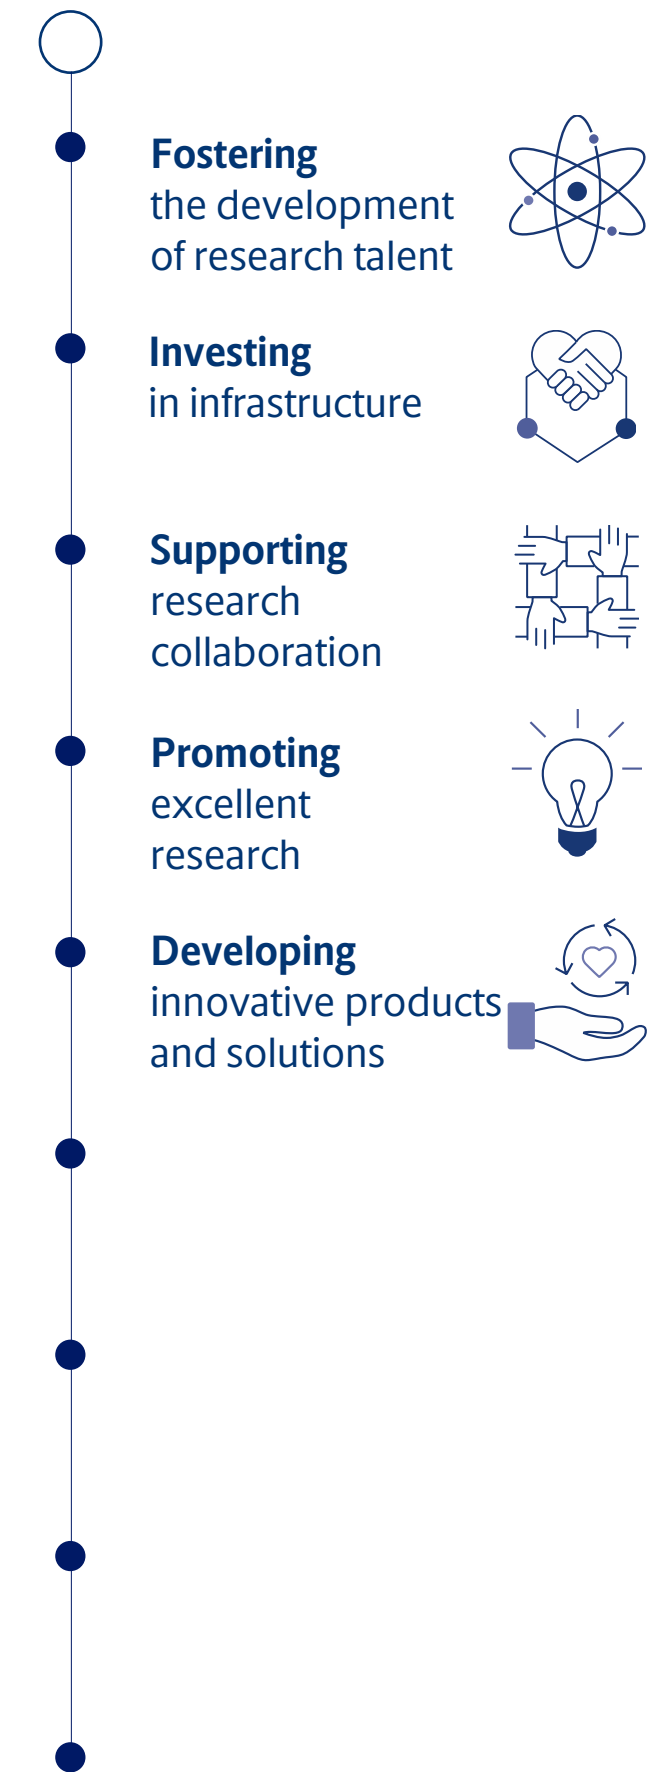 Fostering
the development
of research talent
Investing
in infrastructure
Supporting
research
collaboration
Promoting
excellent
research
Developing
innovative products
and solutions